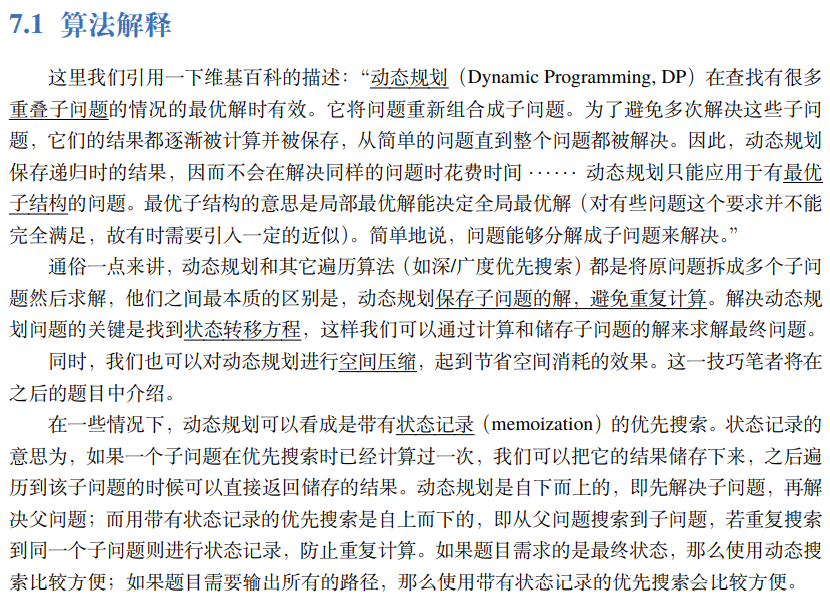 7.1 算法解释
这里我们引用一下维基百科的描述：“动态规划（Dynamic Programming, DP）在查找有很多
重叠子问题的情况的最优解时有效。它将问题重新组合成子问题。为了避免多次解决这些子问
题，它们的结果都逐渐被计算并被保存，从简单的问题直到整个问题都被解决。因此，动态规划
保存递归时的结果，因而不会在解决同样的问题时花费时间 ······ 动态规划只能应用于有最优
子结构的问题。最优子结构的意思是局部最优解能决定全局最优解（对有些问题这个要求并不能
完全满足，故有时需要引入一定的近似）。简单地说，问题能够分解成子问题来解决。”
通俗一点来讲，动态规划和其它遍历算法（如深/广度优先搜索）都是将原问题拆成多个子问
题然后求解，他们之间最本质的区别是，动态规划保存子问题的解，避免重复计算。解决动态规
划问题的关键是找到状态转移方程，这样我们可以通过计算和储存子问题的解来求解最终问题。
同时，我们也可以对动态规划进行空间压缩，起到节省空间消耗的效果。这一技巧笔者将在
之后的题目中介绍。
在一些情况下，动态规划可以看成是带有状态记录（memoization）的优先搜索。状态记录的
意思为，如果一个子问题在优先搜索时已经计算过一次，我们可以把它的结果储存下来，之后遍
历到该子问题的时候可以直接返回储存的结果。动态规划是自下而上的，即先解决子问题，再解
决父问题；而用带有状态记录的优先搜索是自上而下的，即从父问题搜索到子问题，若重复搜索
到同一个子问题则进行状态记录，防止重复计算。如果题目需求的是最终状态，那么使用动态搜
索比较方便；如果题目需要输出所有的路径，那么使用带有状态记录的优先搜索会比较方便。